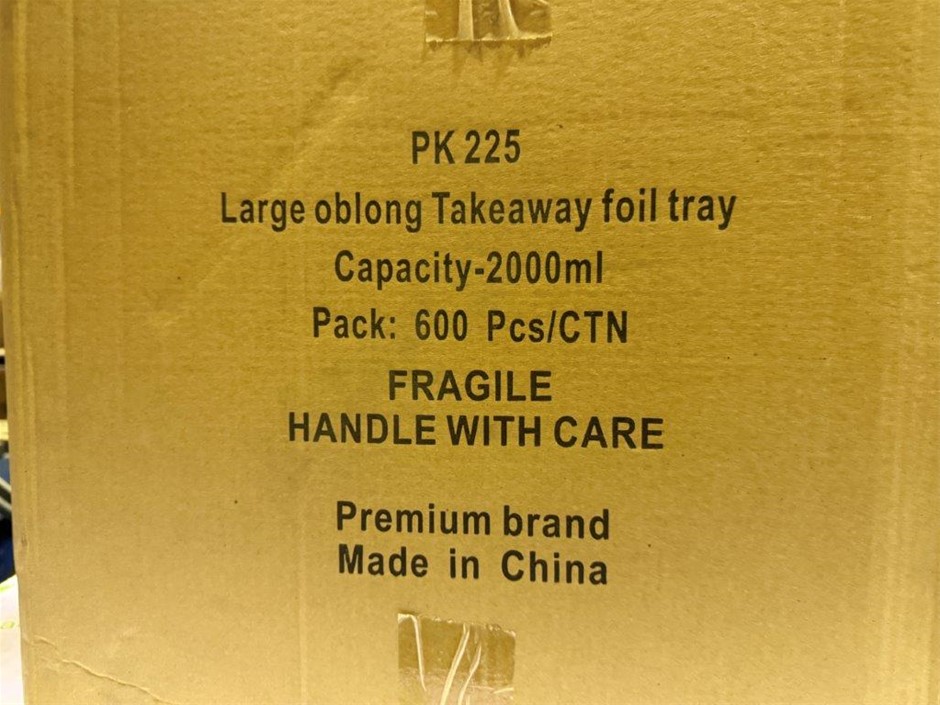 PK 225
Large oblong Takeaway foil tray
Capacity-2000ml
Pack: 600 Pcs/CTN
FRAGILE
HANDLE WITH CARE
Premium brand
Made in China